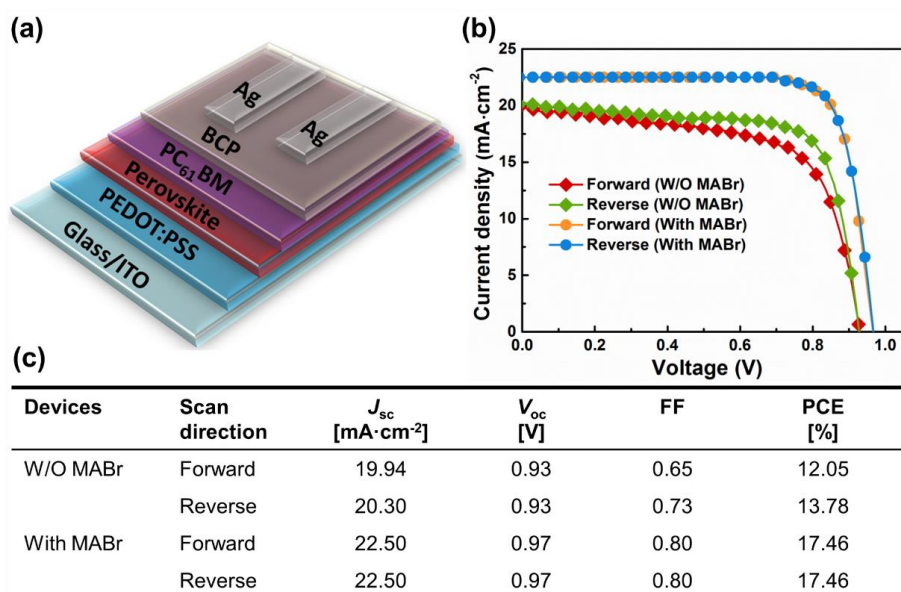 (a)
Ag
Ag
BCP
PC₆₁BM
Perovskite
PEDOT:PSS
Glass/ITO
(b)
Current density (mA·cm⁻²)
25
20
15
10
5
0
Forward (W/O MABr)
Reverse (W/O MABr)
Forward (With MABr)
Reverse (With MABr)
0.0 0.2 0.4 0.6 0.8 1.0
Voltage (V)
(c)
Devices Scan direction Jsc [mA·cm⁻²] Voc [V] FF PCE [%]
W/O MABr Forward 19.94 0.93 0.65 12.05
Reverse 20.30 0.93 0.73 13.78
With MABr Forward 22.50 0.97 0.80 17.46
Reverse 22.50 0.97 0.80 17.46